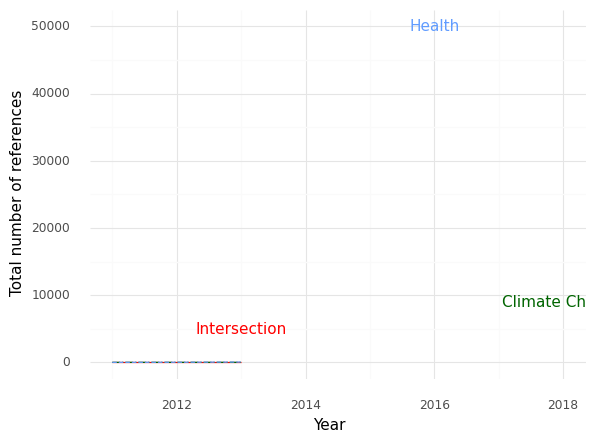 50000
Health
40000
30000
20000
10000
Climate Ch
Intersection
0
2012
2014
2016
2018
Year
Total number of references